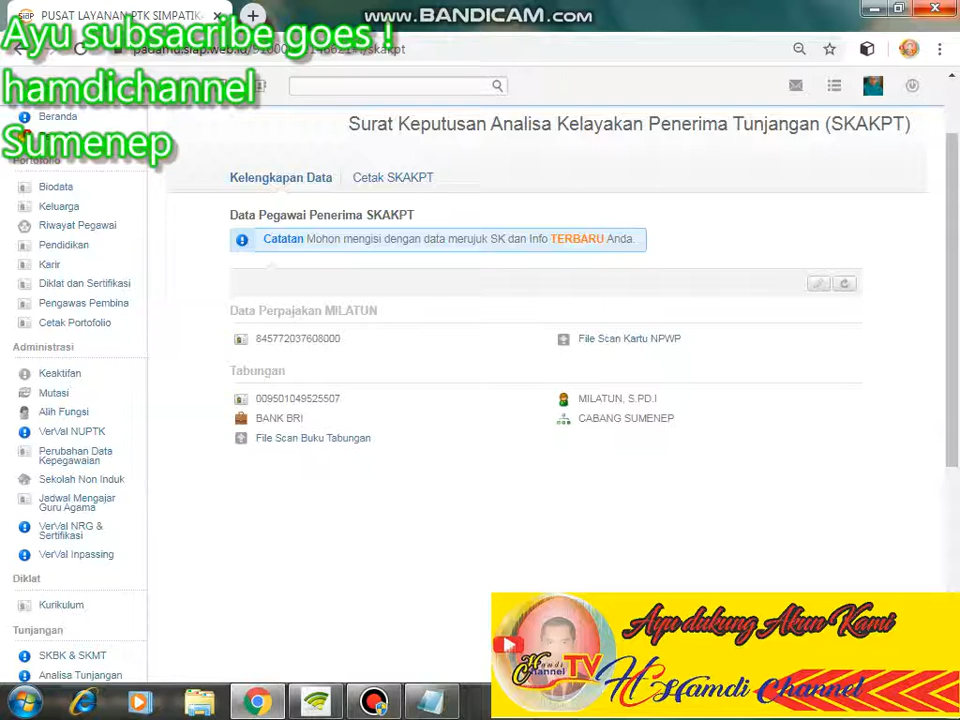 PUSAT LAYANAN PTK SIMPATIK
www.BANDICAM.com
Ayu subsacribe goes !
hamdichannel
Sumenep
Beranda
Portofolio
Biodata
Keluarga
Riwayat Pegawai
Pendidikan
Karir
Diklat dan Sertifikasi
Pengawas Pembina
Cetak Portofolio
Administrasi
Keaktifan
Mutasi
Alih Fungsi
VerVal NUPTK
Perubahan Data
Kepegawaian
Sekolah Non Induk
Jadwal Mengajar
Guru Agama
VerVal NRG &
Sertifikasi
VerVal Inpassing
Diklat
Kurikulum
Tunjangan
SKBK & SKMT
Analisa Tunjangan
Surat Keputusan Analisa Kelayakan Penerima Tunjangan (SKAKPT)
Kelengkapan Data
Cetak SKAKPT
Data Pegawai Penerima SKAKPT
Catatan Mohon mengisi dengan data merujuk SK dan Info TERBARU Anda.
Data Perpajakan MILATUN
845772037608000
File Scan Kartu NPWP
Tabungan
009501049525507
MILATUN, S.PD.I
BANK BRI
CABANG SUMENEP
File Scan Buku Tabungan
Ayu dukung Akun Kami
Hamdi
Channel
TV
HC Hamdi Channel